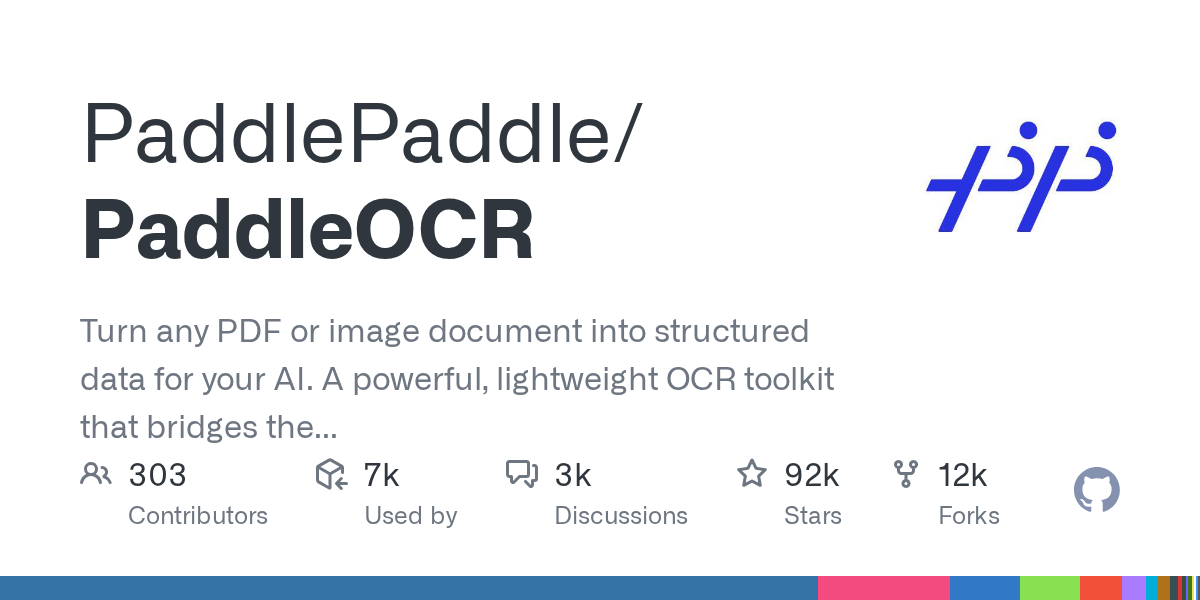 PaddlePaddle/
PaddleOCR
Turn any PDF or image document into structured
data for your AI. A powerful, lightweight OCR toolkit
that bridges the...
303 7k 3k 92k 12k
Contributors Used by Discussions Stars Forks